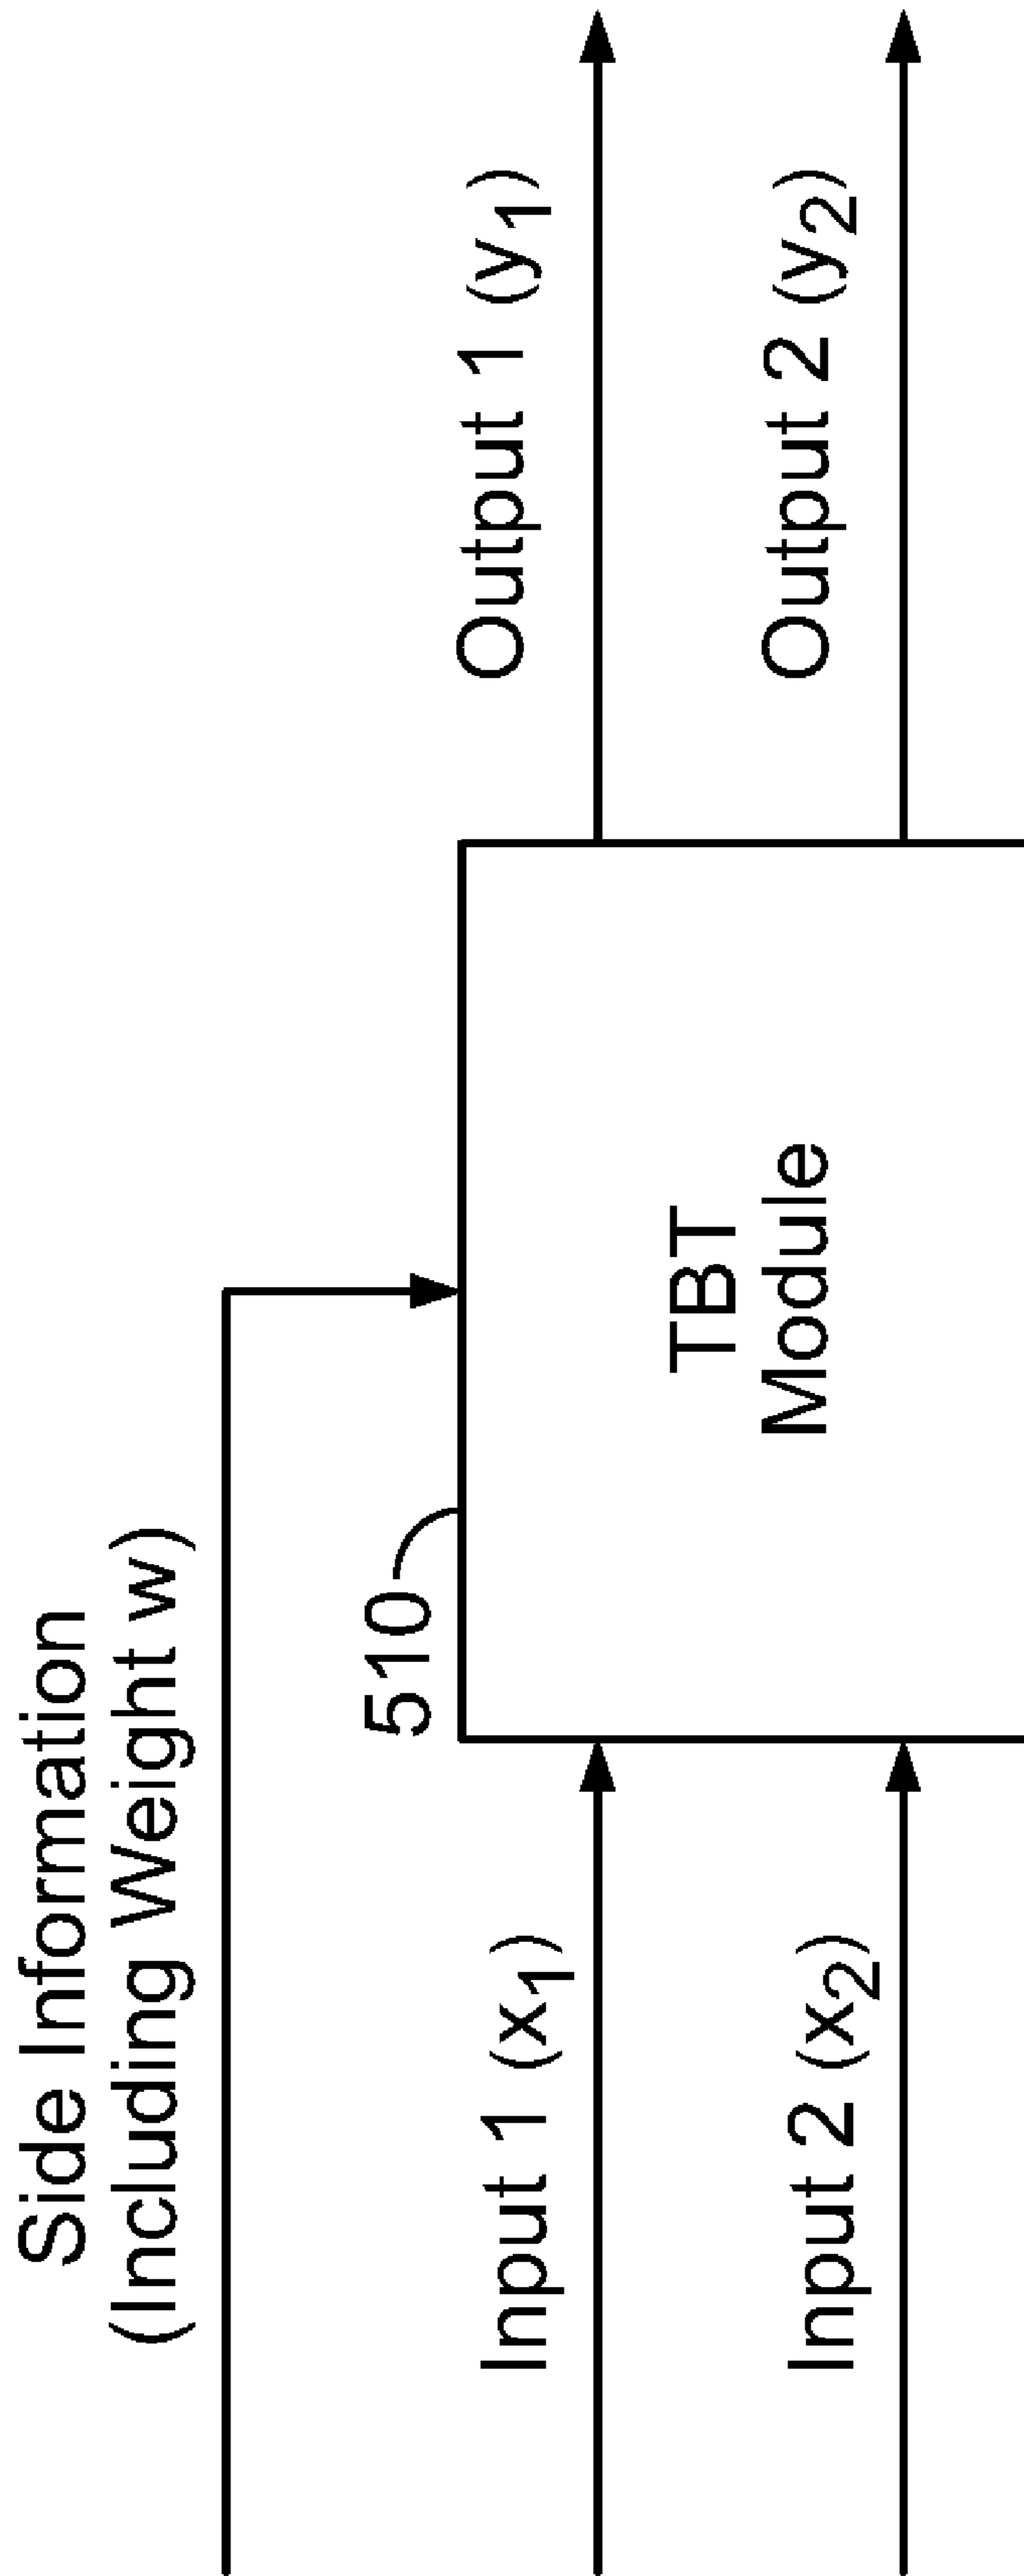 Side Information
(Including Weight w)
510
Input 1 (x₁)
Input 2 (x₂)
TBT
Module
Output 1 (y₁)
Output 2 (y₂)